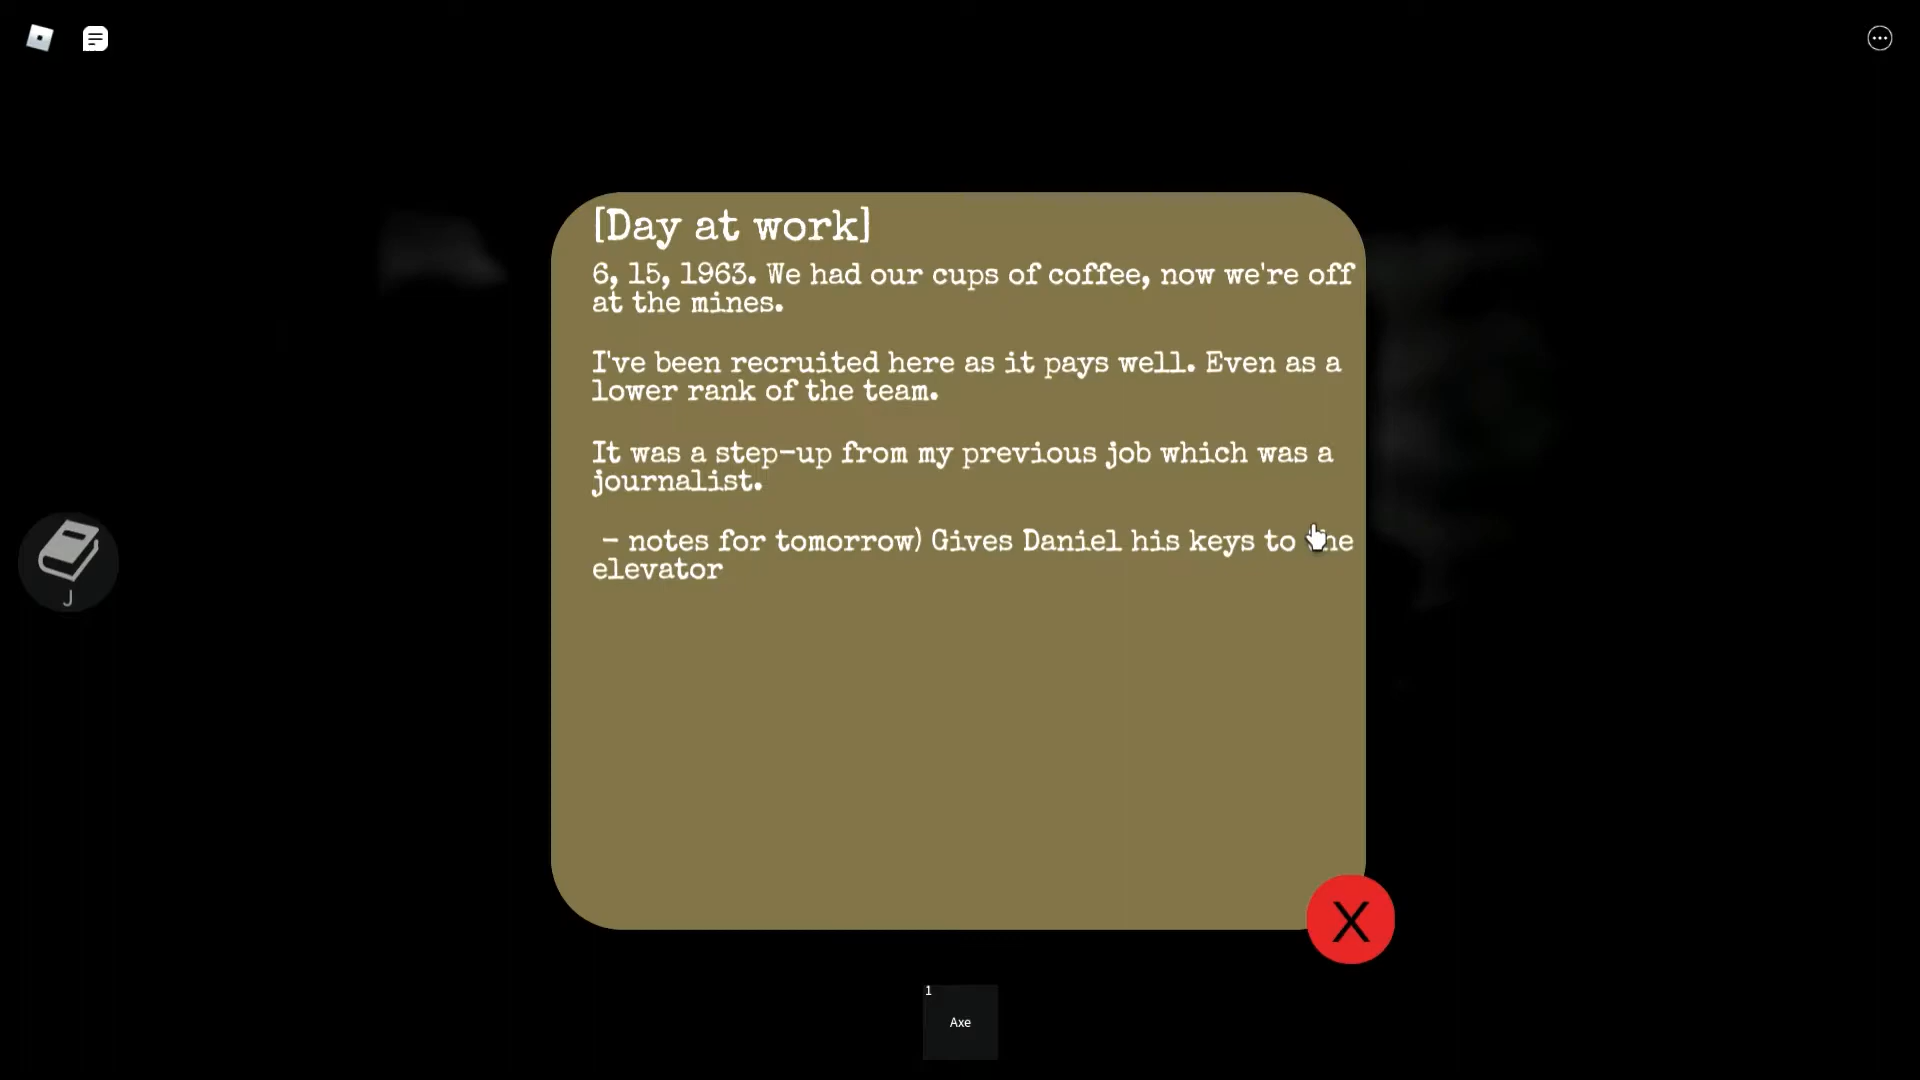 [Day at work]
6, 15, 1963. We had our cups of coffee, now we're off
at the mines.
I've been recruited here as it pays well. Even as a
lower rank of the team.
It was a step-up from my previous job which was a
journalist.
- notes for tomorrow) Gives Daniel his keys to the
elevator
J
X
1
Axe